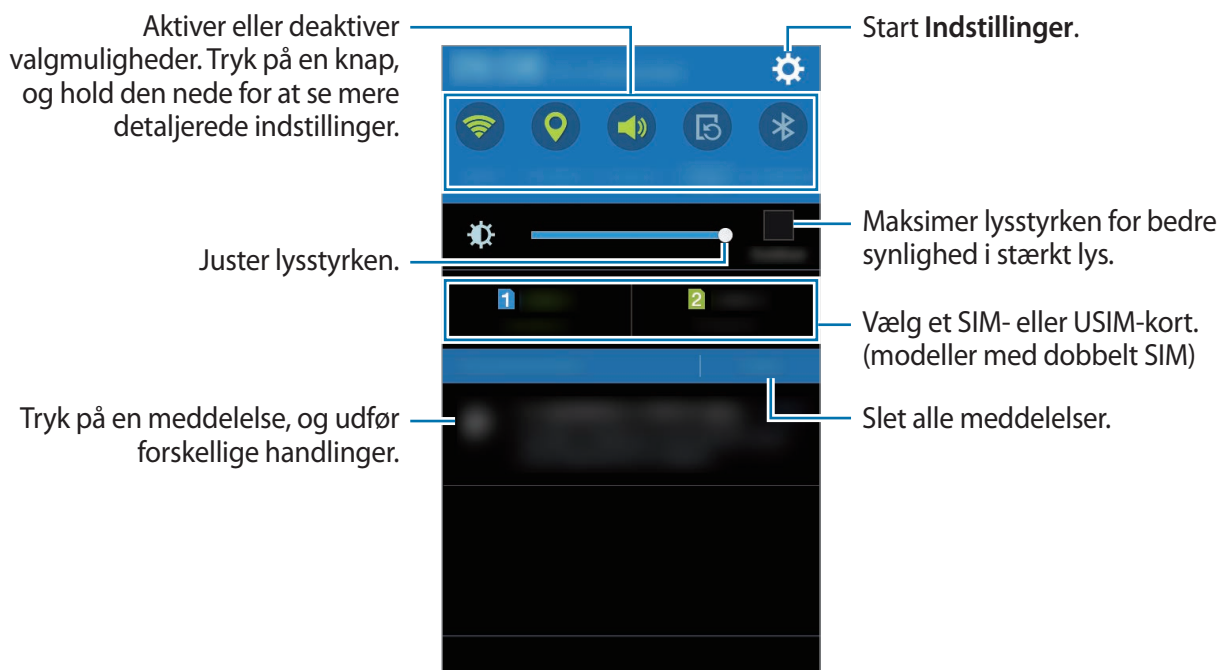 Aktiver eller deaktiver
valgmuligheder. Tryk på en knap,
og hold den nede for at se mere
detaljerede indstillinger.
Start Indstillinger.
Juster lysstyrken.
Maksimer lysstyrken for bedre
synlighed i stærkt lys.
1
2
Vælg et SIM- eller USIM-kort.
(modeller med dobbelt SIM)
Tryk på en meddelelse, og udfør
forskellige handlinger.
Slet alle meddelelser.